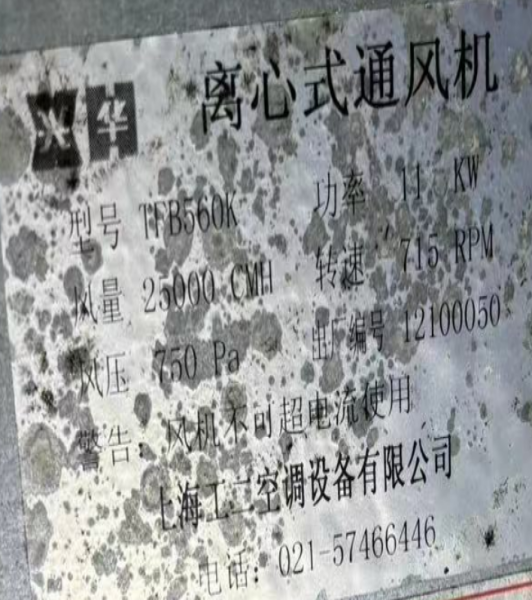 兴华 离心式通风机
型号 TFB560K 功率 11 KW
风量 25000 CMH 转速 715 RPM
风压 750 Pa 出厂编号 12100050
警告：风机不可超电流使用
上海工二空调设备有限公司
电话：021-57466446